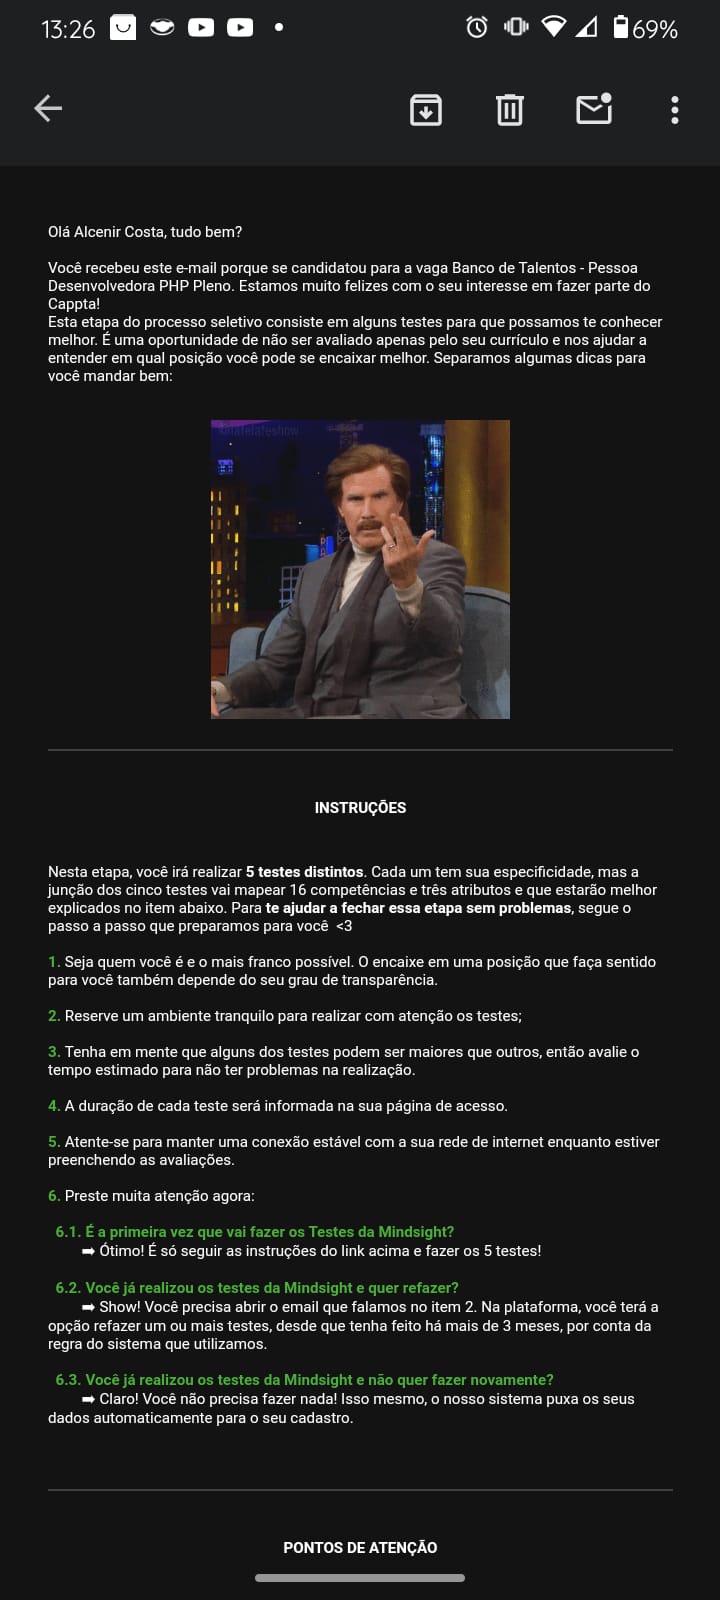 13:26
69%
Olá Alcenir Costa, tudo bem?
Você recebeu este e-mail porque se candidatou para a vaga Banco de Talentos - Pessoa
Desenvolvedora PHP Pleno. Estamos muito felizes com o seu interesse em fazer parte do
Cappta!
Esta etapa do processo seletivo consiste em alguns testes para que possamos te conhecer
melhor. É uma oportunidade de não ser avaliado apenas pelo seu currículo e nos ajudar a
entender em qual posição você pode se encaixar melhor. Separamos algumas dicas para
você mandar bem:
INSTRUÇÕES
Nesta etapa, você irá realizar 5 testes distintos. Cada um tem sua especificidade, mas a
junção dos cinco testes vai mapear 16 competências e três atributos e que estarão melhor
explicados no item abaixo. Para te ajudar a fechar essa etapa sem problemas, segue o
passo a passo que preparamos para você <3
1. Seja quem você é e o mais franco possível. O encaixe em uma posição que faça sentido
para você também depende do seu grau de transparência.
2. Reserve um ambiente tranquilo para realizar com atenção os testes;
3. Tenha em mente que alguns dos testes podem ser maiores que outros, então avalie o
tempo estimado para não ter problemas na realização.
4. A duração de cada teste será informada na sua página de acesso.
5. Atente-se para manter uma conexão estável com a sua rede de internet enquanto estiver
preenchendo as avaliações.
6. Preste muita atenção agora:
6.1. É a primeira vez que vai fazer os Testes da Mindsight?
➡ Ótimo! É só seguir as instruções do link acima e fazer os 5 testes!
6.2. Você já realizou os testes da Mindsight e quer refazer?
➡ Show! Você precisa abrir o email que falamos no item 2. Na plataforma, você terá a
opção refazer um ou mais testes, desde que tenha feito há mais de 3 meses, por conta da
regra do sistema que utilizamos.
6.3. Você já realizou os testes da Mindsight e não quer fazer novamente?
➡ Claro! Você não precisa fazer nada! Isso mesmo, o nosso sistema puxa os seus
dados automaticamente para o seu cadastro.
PONTOS DE ATENÇÃO